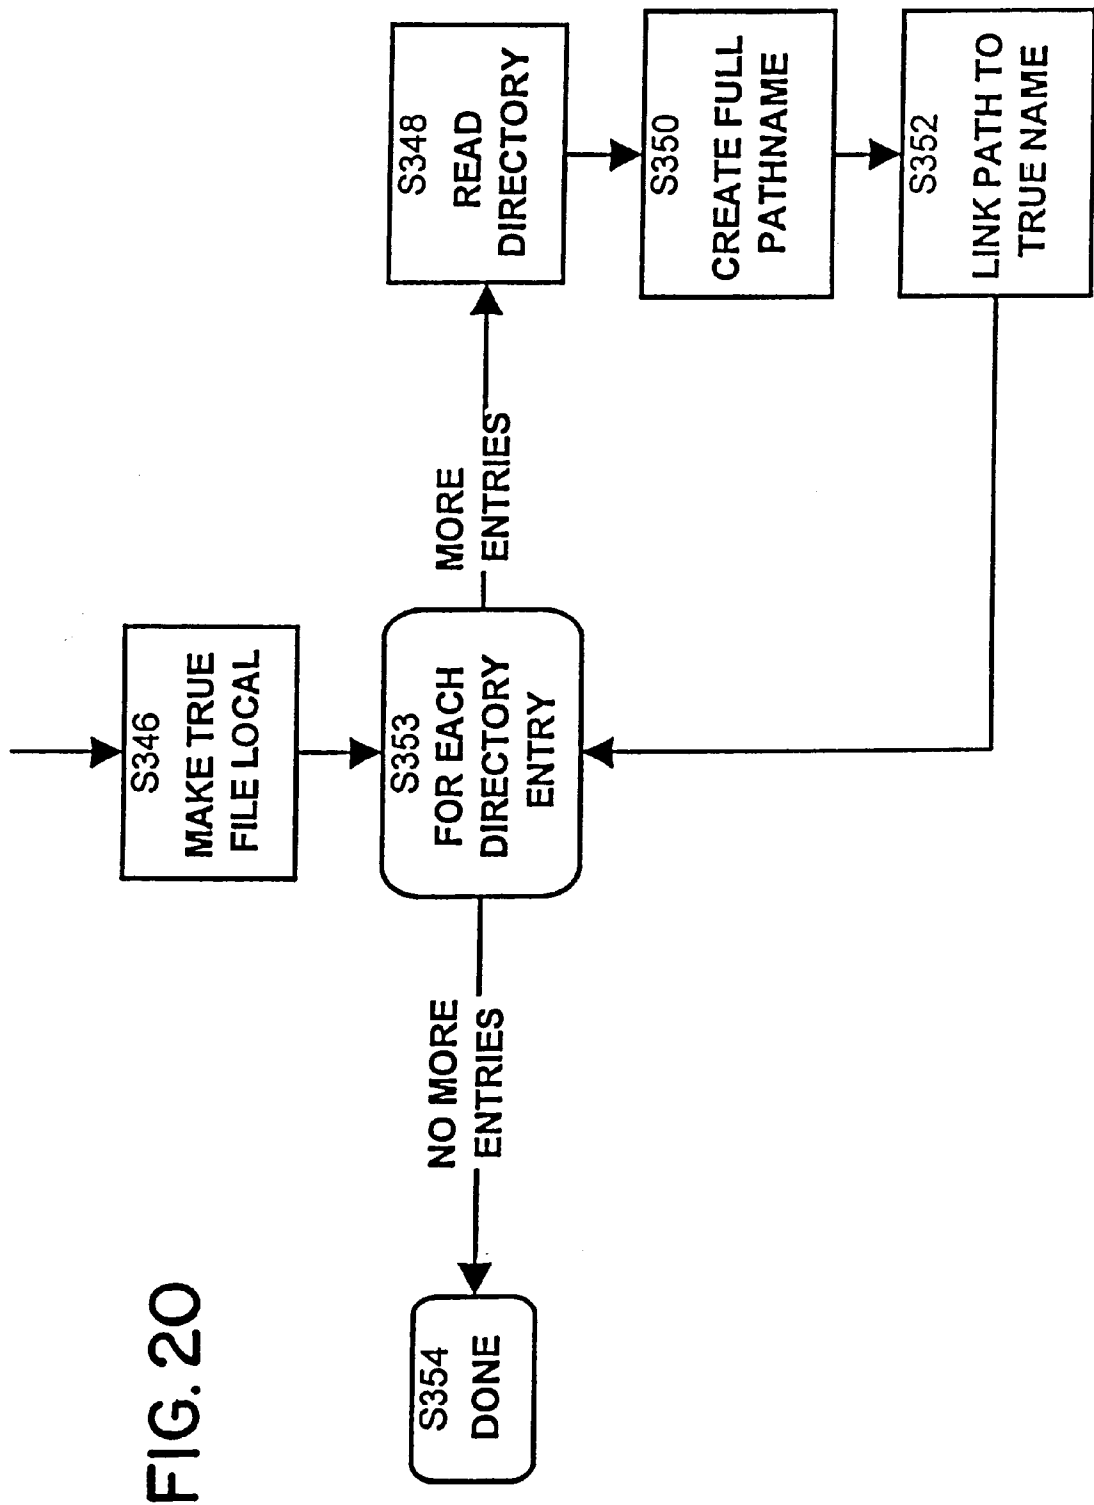 FIG. 20
S346
MAKE TRUE
FILE LOCAL
S353
FOR EACH
DIRECTORY
ENTRY
MORE
ENTRIES
S348
READ
DIRECTORY
S350
CREATE FULL
PATHNAME
S352
LINK PATH TO
TRUE NAME
NO MORE
ENTRIES
S354
DONE